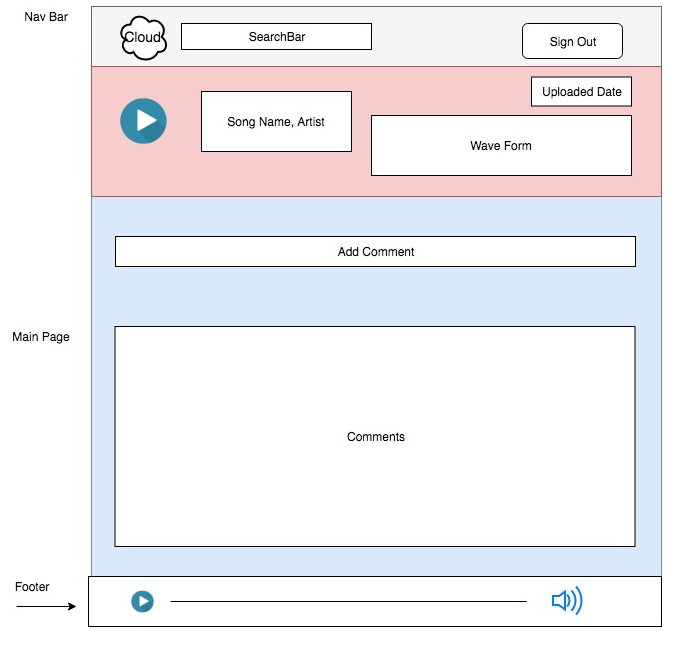 Nav Bar
Cloud
SearchBar
Sign Out
Uploaded Date
Song Name, Artist
Wave Form
Add Comment
Main Page
Comments
Footer